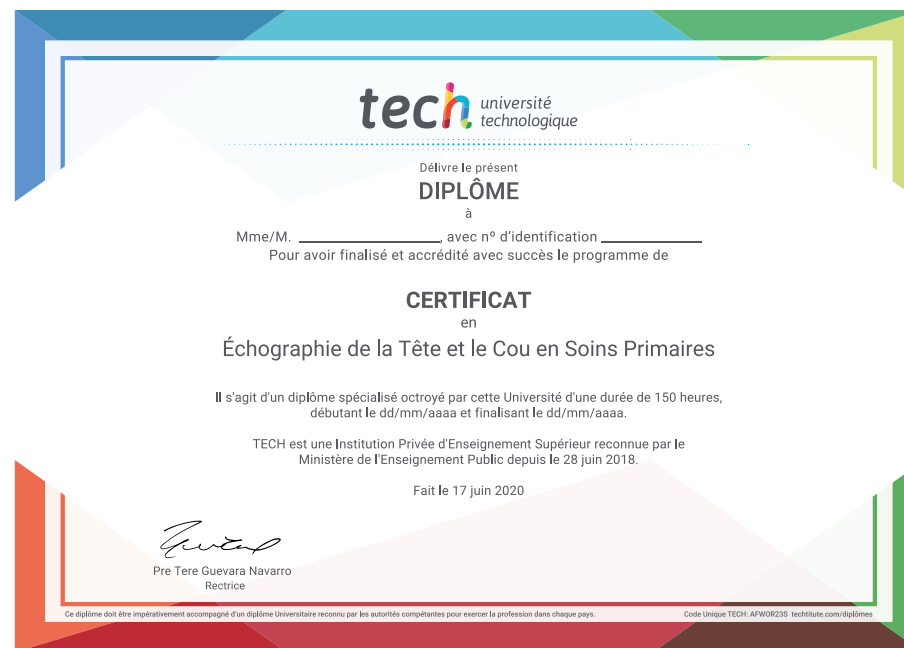 tech université
technologique
Délivre le présent
DIPLÔME
à
Mme/M. ____________________, avec nº d'identification ______________
Pour avoir finalisé et accrédité avec succès le programme de
CERTIFICAT
en
Échographie de la Tête et le Cou en Soins Primaires
Il s'agit d'un diplôme spécialisé octroyé par cette Université d'une durée de 150 heures,
débutant le dd/mm/aaaa et finalisant le dd/mm/aaaa.
TECH est une Institution Privée d'Enseignement Supérieur reconnue par le
Ministère de l'Enseignement Public depuis le 28 juin 2018.
Fait le 17 juin 2020
Pre Tere Guevara Navarro
Rectrice
Ce diplôme doit être impérativement accompagné d'un diplôme Universitaire reconnu par les autorités compétentes pour exercer la profession dans chaque pays.
Code Unique TECH: AFWOR23S techtitute.com/diplômes